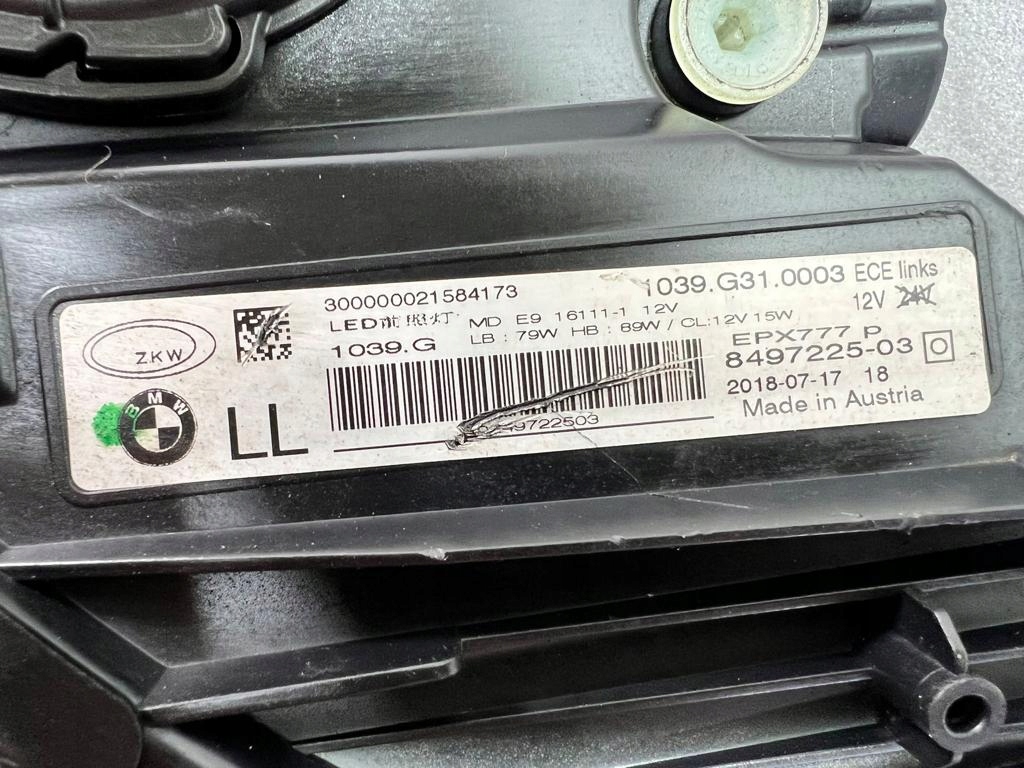 300000021584173
1039.G31.0003 ECE links
LED前照灯 MD E9 16111-1 12V
12V
LB : 79W HB : 89W / CL:12V 15W
1039.G
EPX777 P
8497225-03
2018-07-17 18
Made in Austria
ZKW
BMW
LL